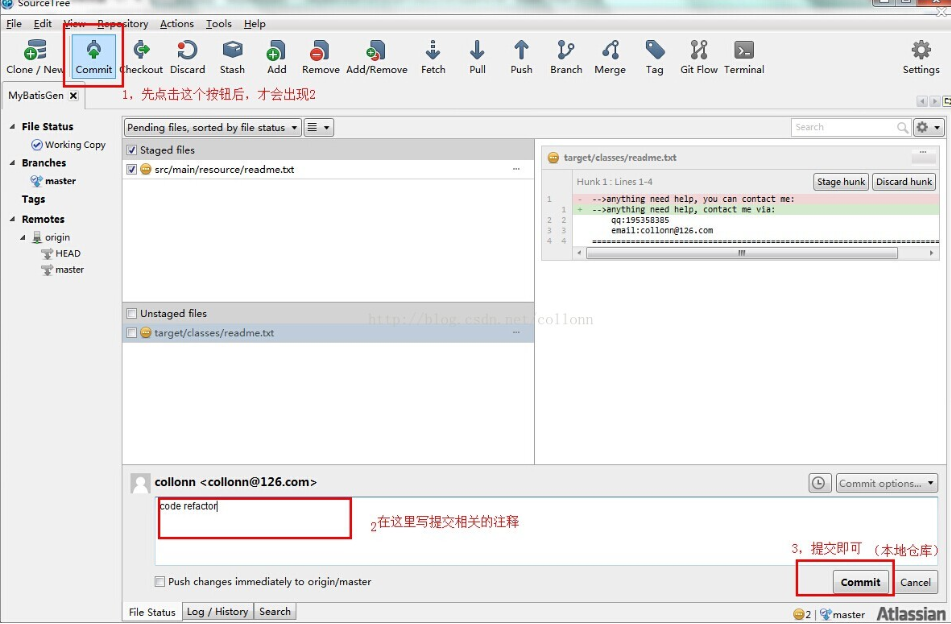 SourceTree
File Edit View Repository Actions Tools Help
Clone / New Commit Checkout Discard Stash Add Remove Add/Remove Fetch Pull Push Branch Merge Tag Git Flow Terminal Settings
MyBatisGen
1，先点击这个按钮后，才会出现2
File Status
Working Copy
Branches
master
Tags
Remotes
origin
HEAD
master
Pending files, sorted by file status
Search
Staged files
src/main/resource/readme.txt
Unstaged files
target/classes/readme.txt
target/classes/readme.txt
Hunk 1 : Lines 1-4
Stage hunk Discard hunk
1 - -->anything need help, you can contact me:
1 + -->anything need help, contact me via:
2 2 qq:195358385
3 3 email:collonn@126.com
4 4 ========================================================================
http://blog.csdn.net/collonn
collonn <collonn@126.com>
Commit options...
code refactor
2在这里写提交相关的注释
3，提交即可 （本地仓库）
Push changes immediately to origin/master
Commit Cancel
File Status Log / History Search
2 master Atlassian